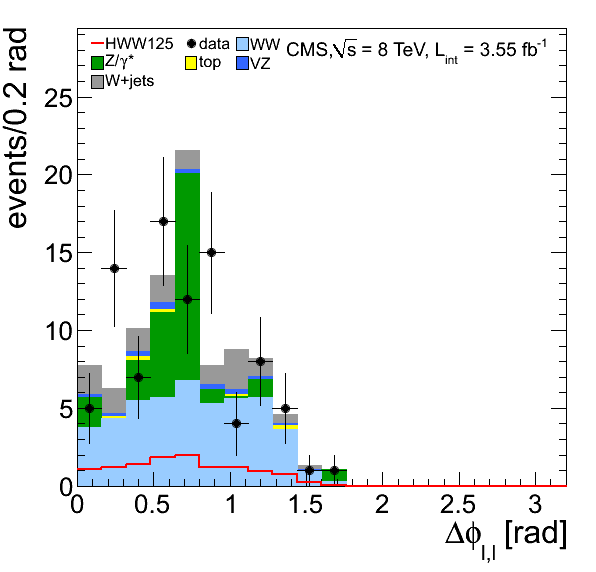 HWW125 data WW CMS,√s = 8 TeV, L_int = 3.55 fb⁻¹
Z/γ* top VZ
W+jets
events/0.2 rad
25
20
15
10
5
0
0 0.5 1 1.5 2 2.5 3
Δϕ_l,l [rad]